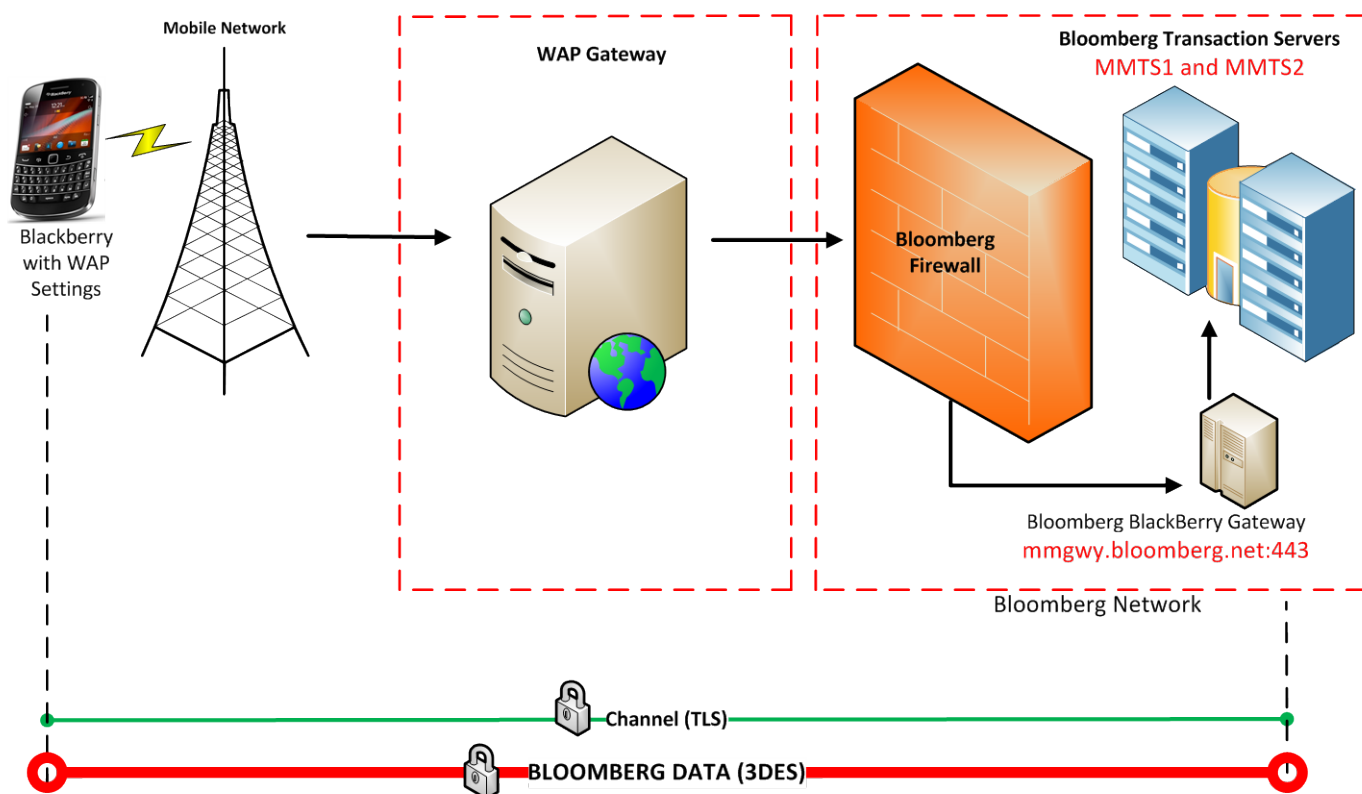 Mobile Network
WAP Gateway
Bloomberg Transaction Servers
MMTS1 and MMTS2
Blackberry
with WAP
Settings
Bloomberg
Firewall
Bloomberg BlackBerry Gateway
mmgwy.bloomberg.net:443
Bloomberg Network
Channel (TLS)
BLOOMBERG DATA (3DES)